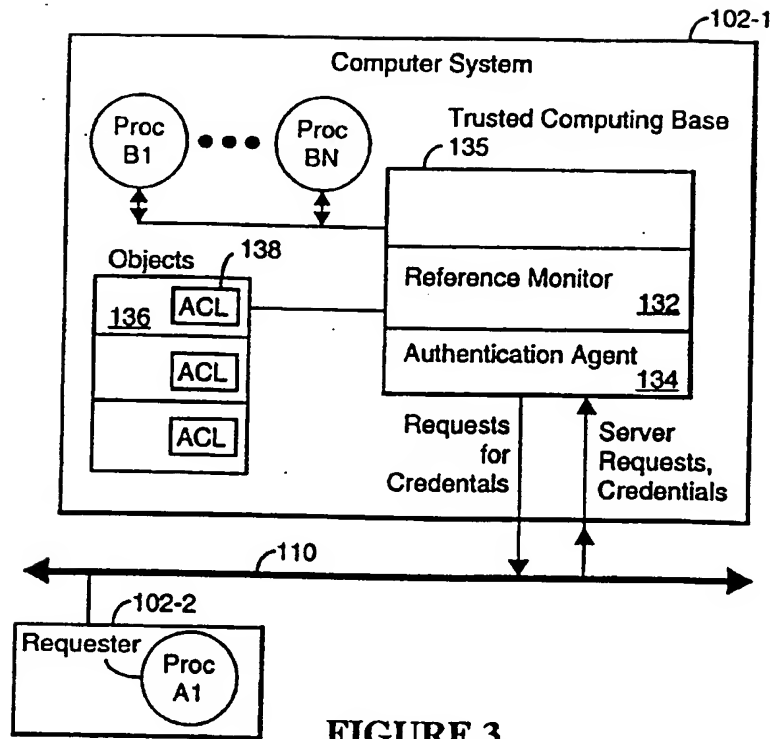 102-1
Computer System
Proc
B1
Proc
BN
Trusted Computing Base
135
Objects
138
136
ACL
ACL
ACL
Reference Monitor
132
Authentication Agent
134
Requests
for
Credentals
Server
Requests,
Credentials
110
102-2
Requester
Proc
A1
FIGURE 3